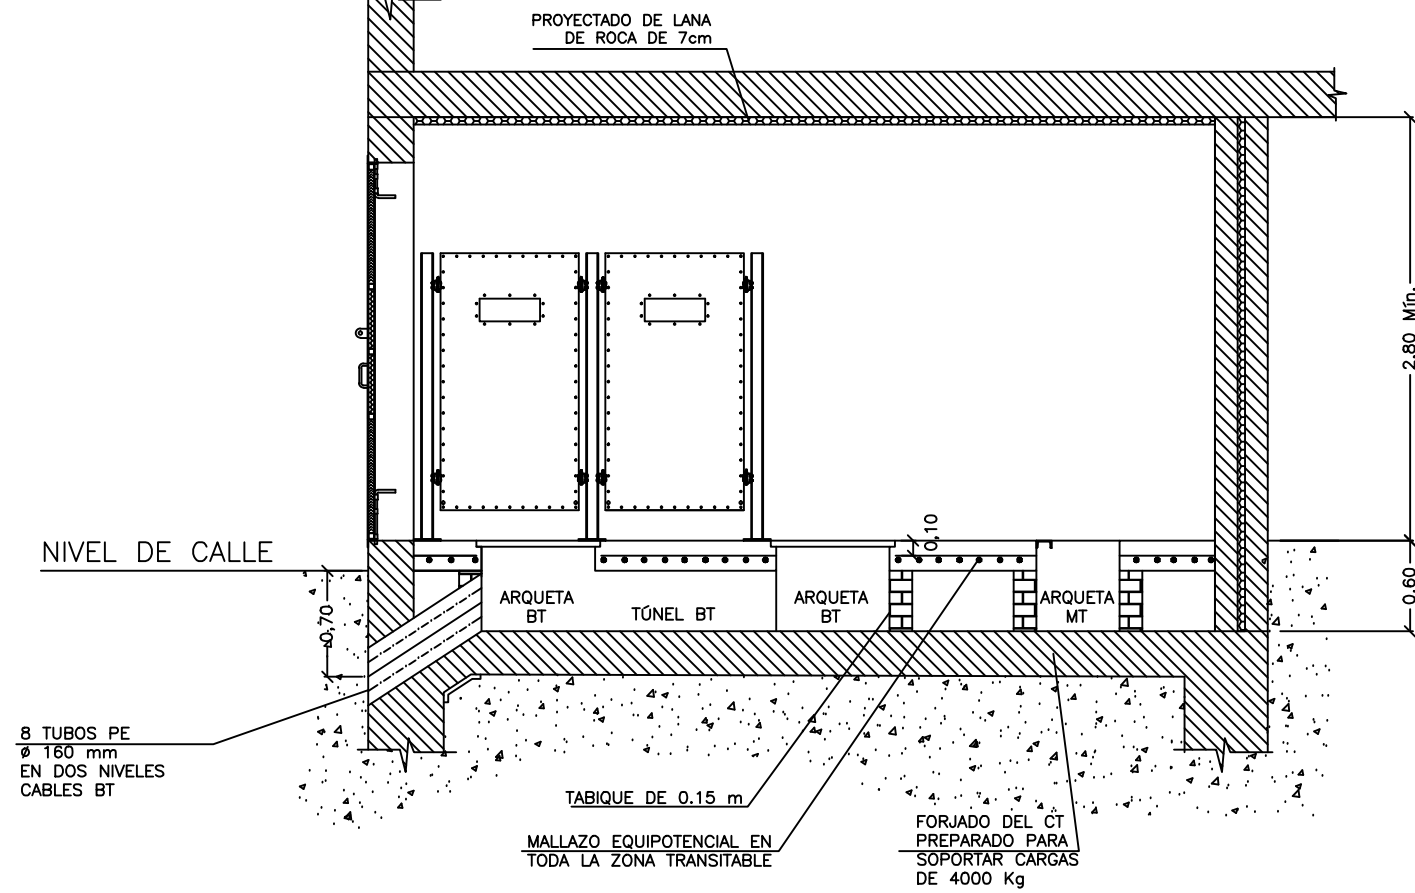 PROYECTADO DE LANA
DE ROCA DE 7cm
2.80 Mín.
0,10
NIVEL DE CALLE
0.60
ARQUETA
BT
TÚNEL BT
ARQUETA
BT
ARQUETA
MT
0,70
8 TUBOS PE
ø 160 mm
EN DOS NIVELES
CABLES BT
TABIQUE DE 0.15 m
MALLAZO EQUIPOTENCIAL EN
TODA LA ZONA TRANSITABLE
FORJADO DEL CT
PREPARADO PARA
SOPORTAR CARGAS
DE 4000 Kg